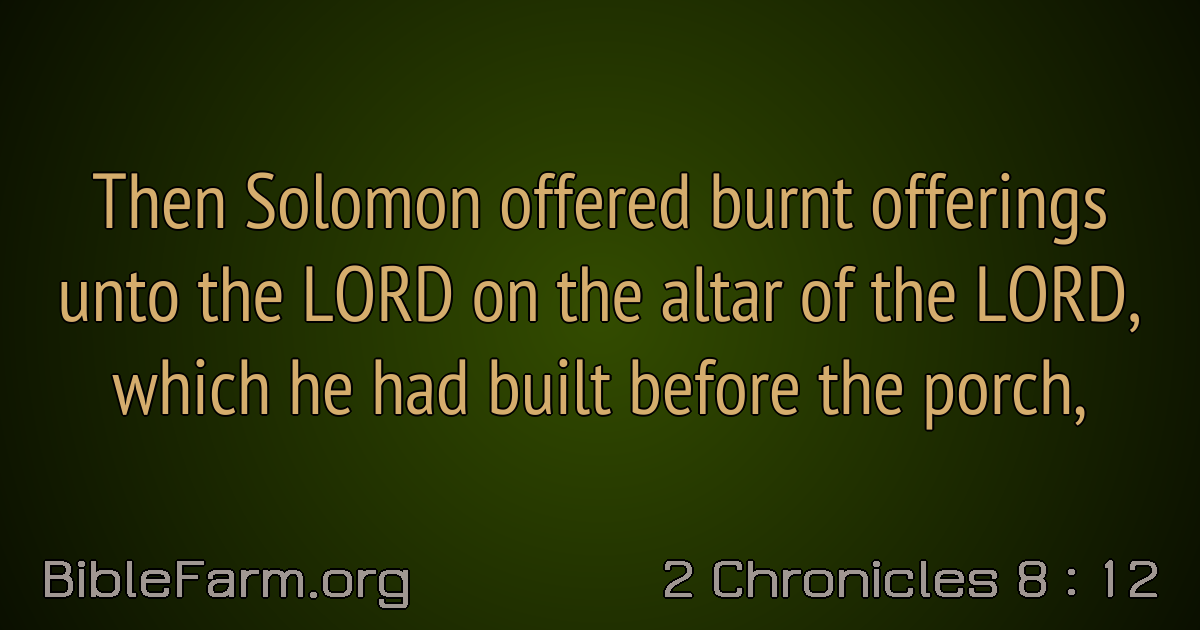 Then Solomon offered burnt offerings
unto the LORD on the altar of the LORD,
which he had built before the porch,
BibleFarm.org
2 Chronicles 8 : 12